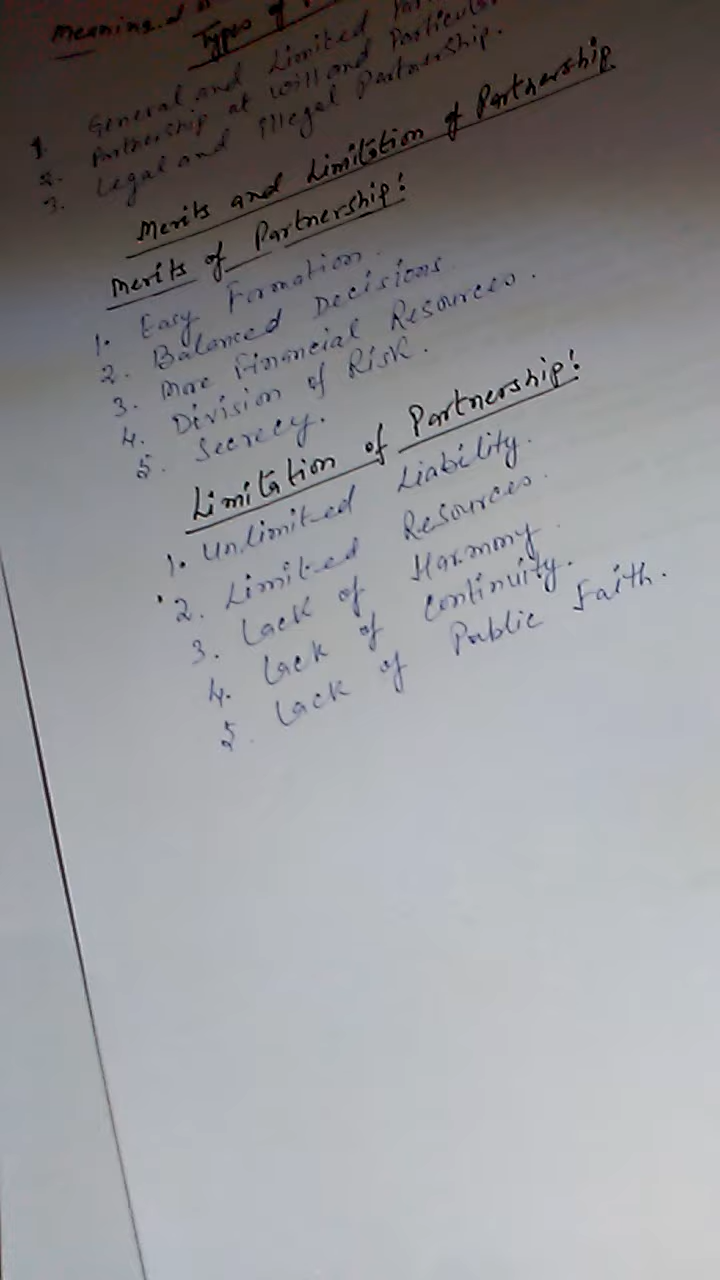 Meaning
Types of
1. General and Limited
2. Partnership at will and Particular
3. Legal and Illegal Partnership.
Merits and Limitation of Partnership
Merits of Partnership:
1. Easy Formation.
2. Balanced Decisions
3. More Financial Resources.
4. Division of Risk.
5. Secrecy.
Limitation of Partnership:
1. Unlimited Liability.
2. Limited Resources.
3. Lack of Harmony.
4. Lack of Continuity.
5. Lack of Public Faith.